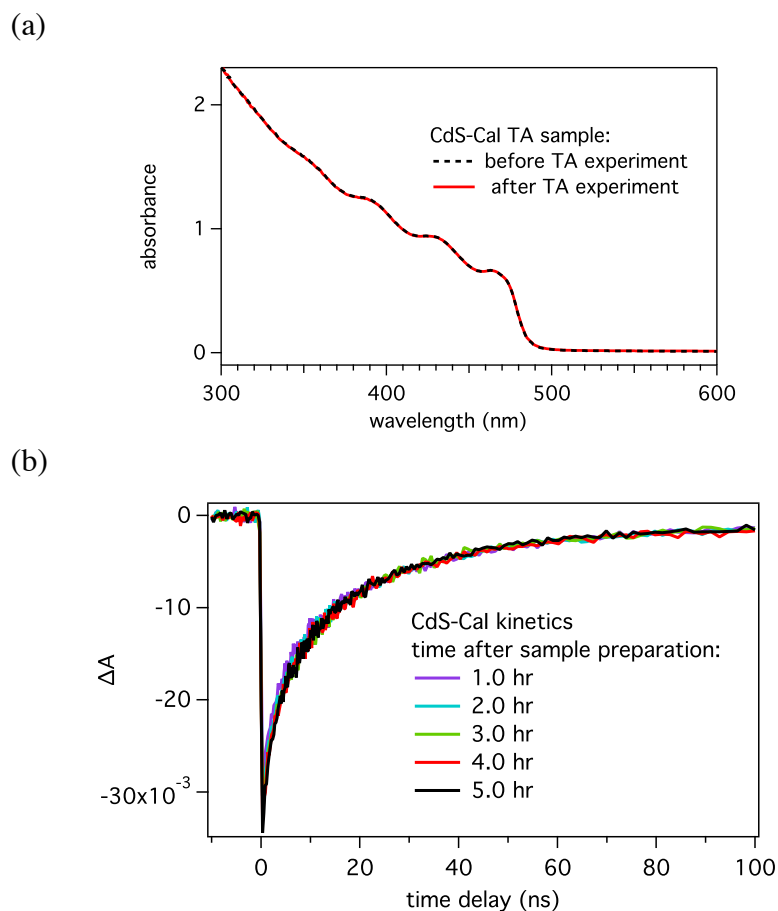 (a)
2
1
0
absorbance
CdS-CaI TA sample:
before TA experiment
after TA experiment
300
400
500
600
wavelength (nm)
(b)
0
-10
-20
-30x10⁻³
ΔA
CdS-CaI kinetics
time after sample preparation:
1.0 hr
2.0 hr
3.0 hr
4.0 hr
5.0 hr
0
20
40
60
80
100
time delay (ns)